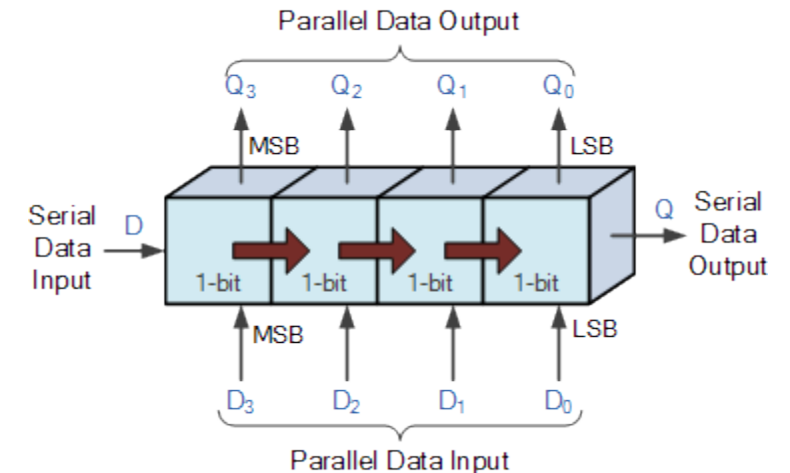 Parallel Data Output
Q₃ Q₂ Q₁ Q₀
MSB LSB
Serial
Data
Input
D
Q
Serial
Data
Output
1-bit 1-bit 1-bit 1-bit
MSB LSB
D₃ D₂ D₁ D₀
Parallel Data Input